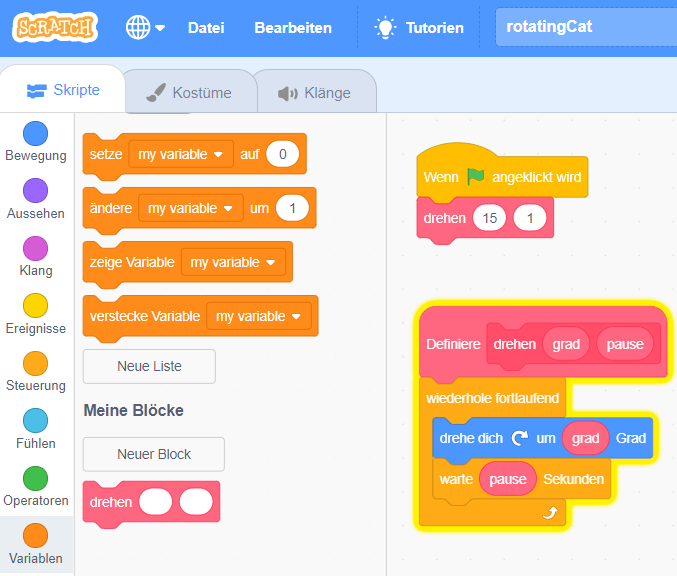 SCRATCH Datei Bearbeiten Tutorien rotatingCat
Skripte Kostüme Klänge
Bewegung
Aussehen
Klang
Ereignisse
Steuerung
Fühlen
Operatoren
Variablen
setze my variable auf 0
ändere my variable um 1
zeige Variable my variable
verstecke Variable my variable
Neue Liste
Meine Blöcke
Neuer Block
drehen
Wenn angeklickt wird
drehen 15 1
Definiere drehen grad pause
wiederhole fortlaufend
drehe dich um grad Grad
warte pause Sekunden